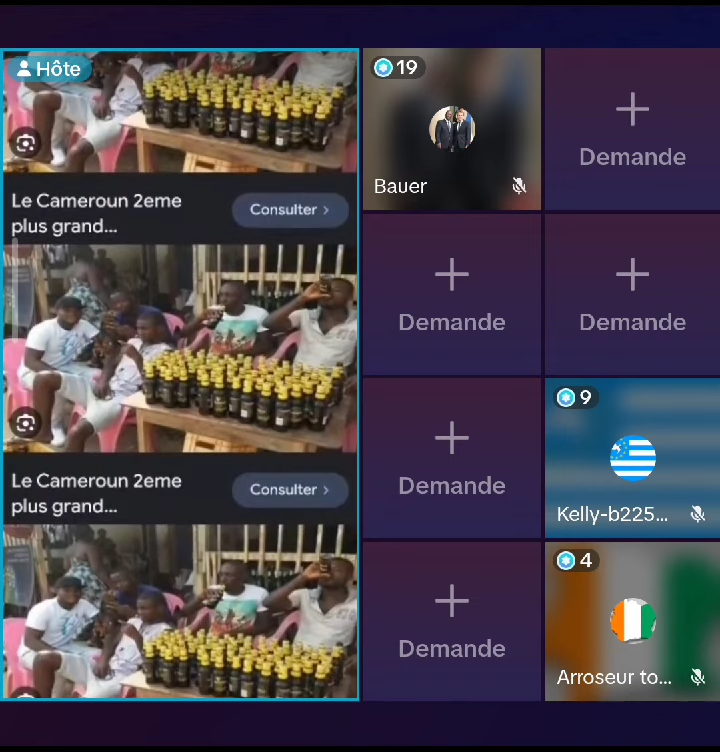 Hôte
Le Cameroun 2eme
plus grand...
Consulter >
Le Cameroun 2eme
plus grand...
Consulter >
19
Bauer
Demande
Demande
Demande
Demande
9
Kelly-b225...
Demande
4
Arroseur to...